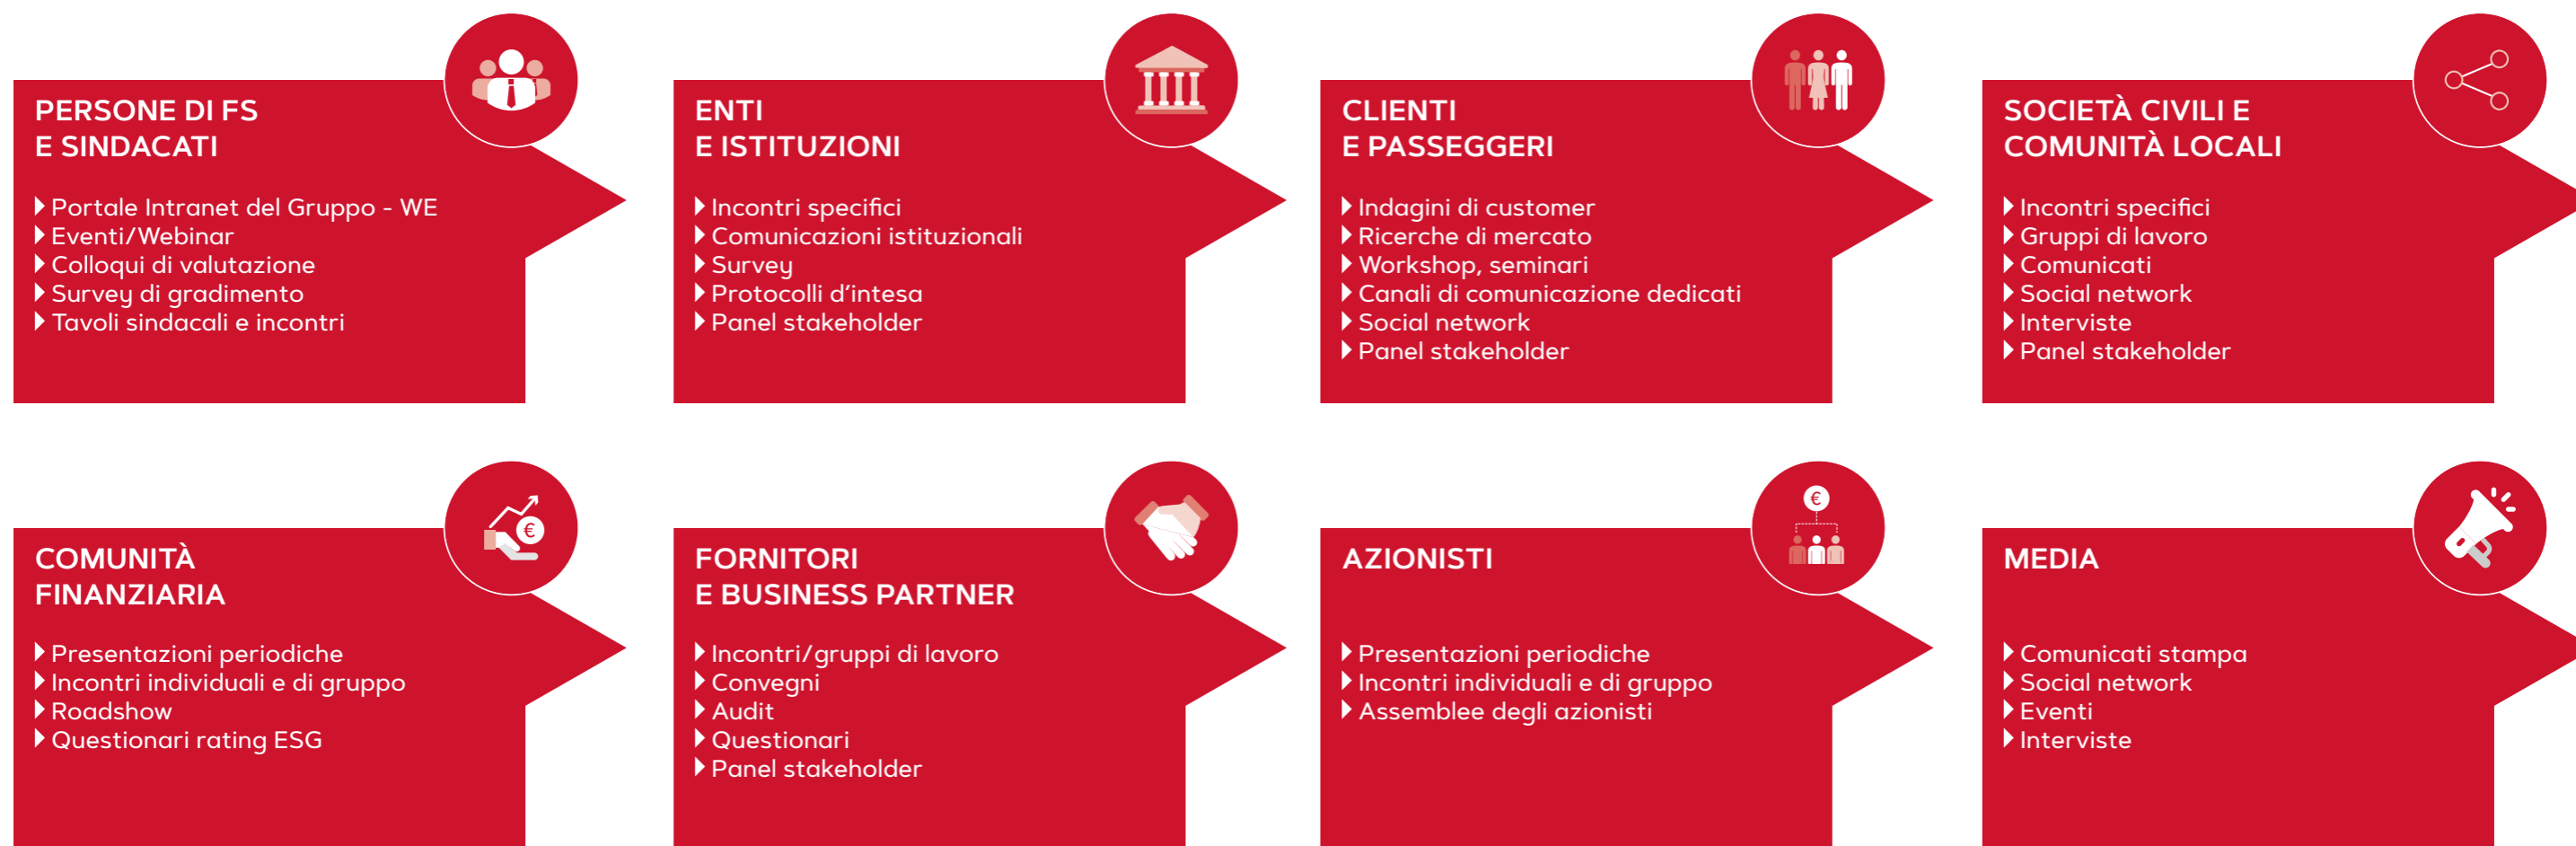 PERSONE DI FS
E SINDACATI
Portale Intranet del Gruppo - WE
Eventi/Webinar
Colloqui di valutazione
Survey di gradimento
Tavoli sindacali e incontri
ENTI
E ISTITUZIONI
Incontri specifici
Comunicazioni istituzionali
Survey
Protocolli d'intesa
Panel stakeholder
CLIENTI
E PASSEGGERI
Indagini di customer
Ricerche di mercato
Workshop, seminari
Canali di comunicazione dedicati
Social network
Panel stakeholder
SOCIETÀ CIVILI E
COMUNITÀ LOCALI
Incontri specifici
Gruppi di lavoro
Comunicati
Social network
Interviste
Panel stakeholder
€
COMUNITÀ
FINANZIARIA
Presentazioni periodiche
Incontri individuali e di gruppo
Roadshow
Questionari rating ESG
FORNITORI
E BUSINESS PARTNER
Incontri/gruppi di lavoro
Convegni
Audit
Questionari
Panel stakeholder
€
AZIONISTI
Presentazioni periodiche
Incontri individuali e di gruppo
Assemblee degli azionisti
MEDIA
Comunicati stampa
Social network
Eventi
Interviste